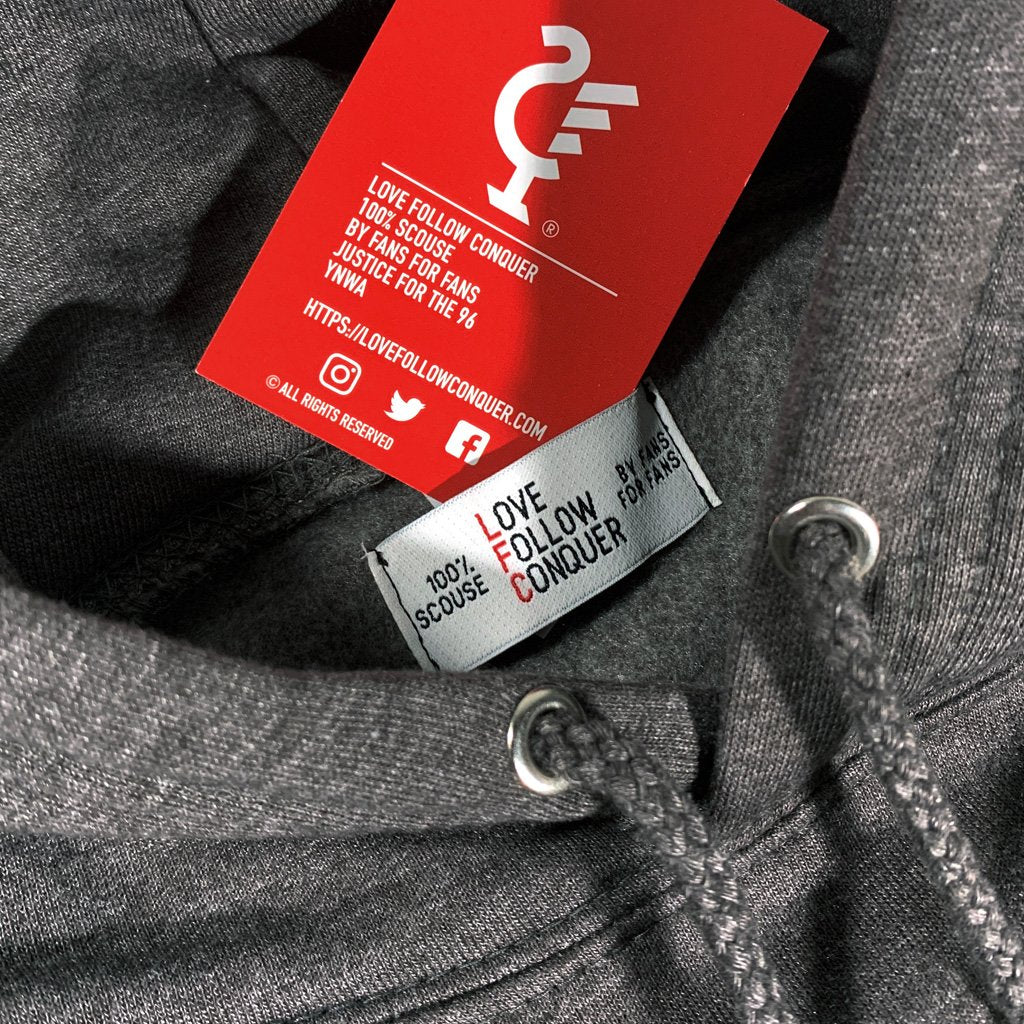 ®
LOVE FOLLOW CONQUER
100% SCOUSE
BY FANS FOR FANS
JUSTICE FOR THE 96
YNWA
HTTPS://LOVEFOLLOWCONQUER.COM
© ALL RIGHTS RESERVED
100%
SCOUSE
LOVE
FOLLOW
CONQUER
BY FANS
FOR FANS